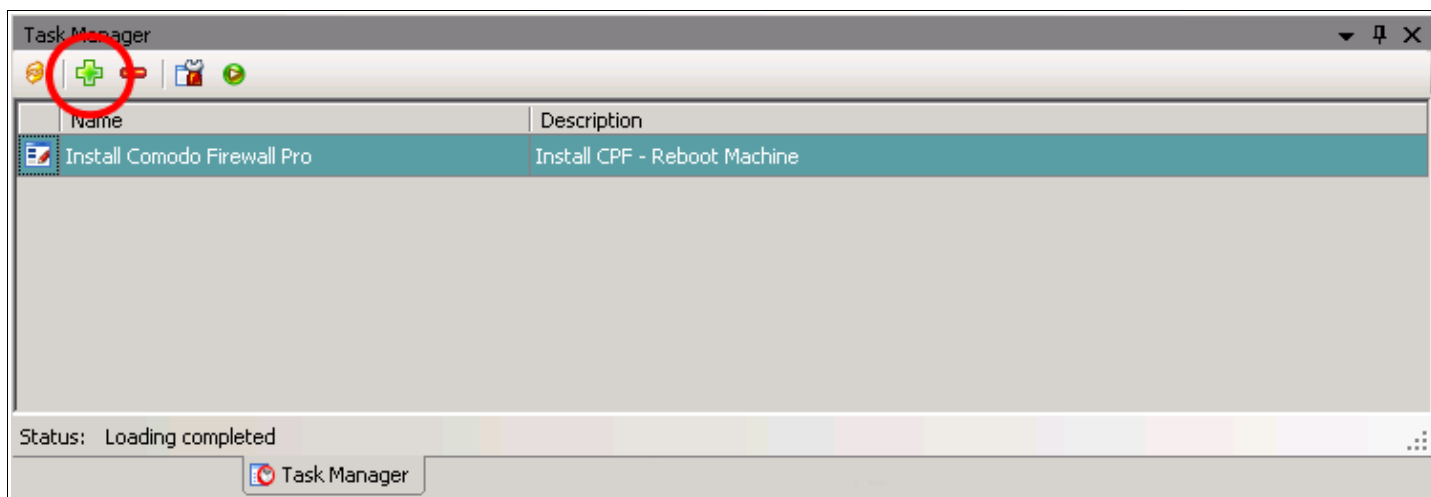 Task Manager
Name Description
Install Comodo Firewall Pro Install CPF - Reboot Machine
Status: Loading completed
Task Manager